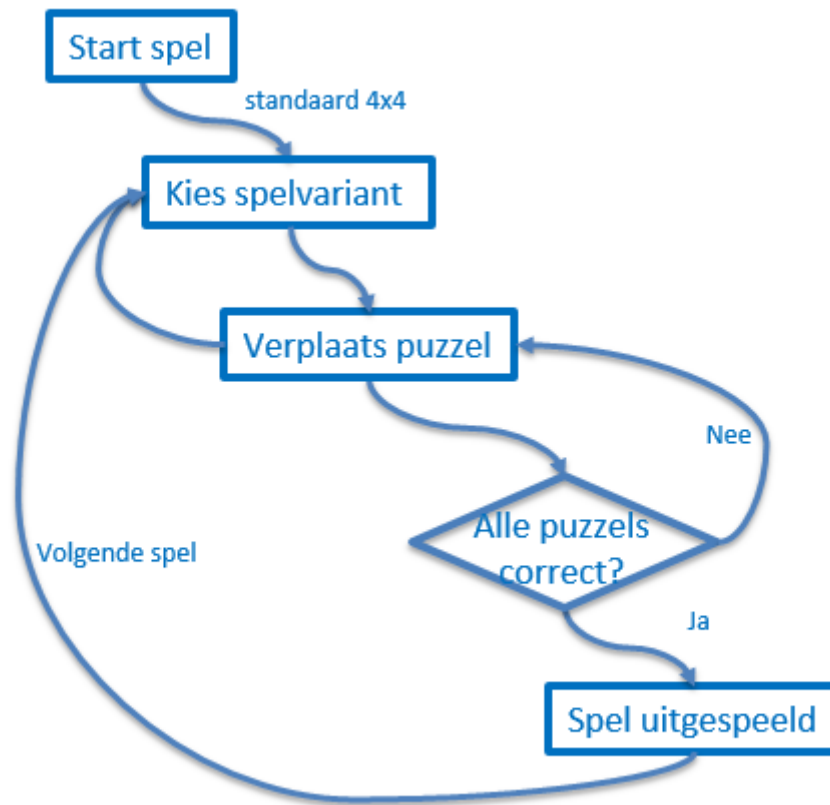 Start spel
standaard 4x4
Kies spelvariant
Verplaats puzzel
Nee
Alle puzzels
correct?
Volgende spel
Ja
Spel uitgespeeld